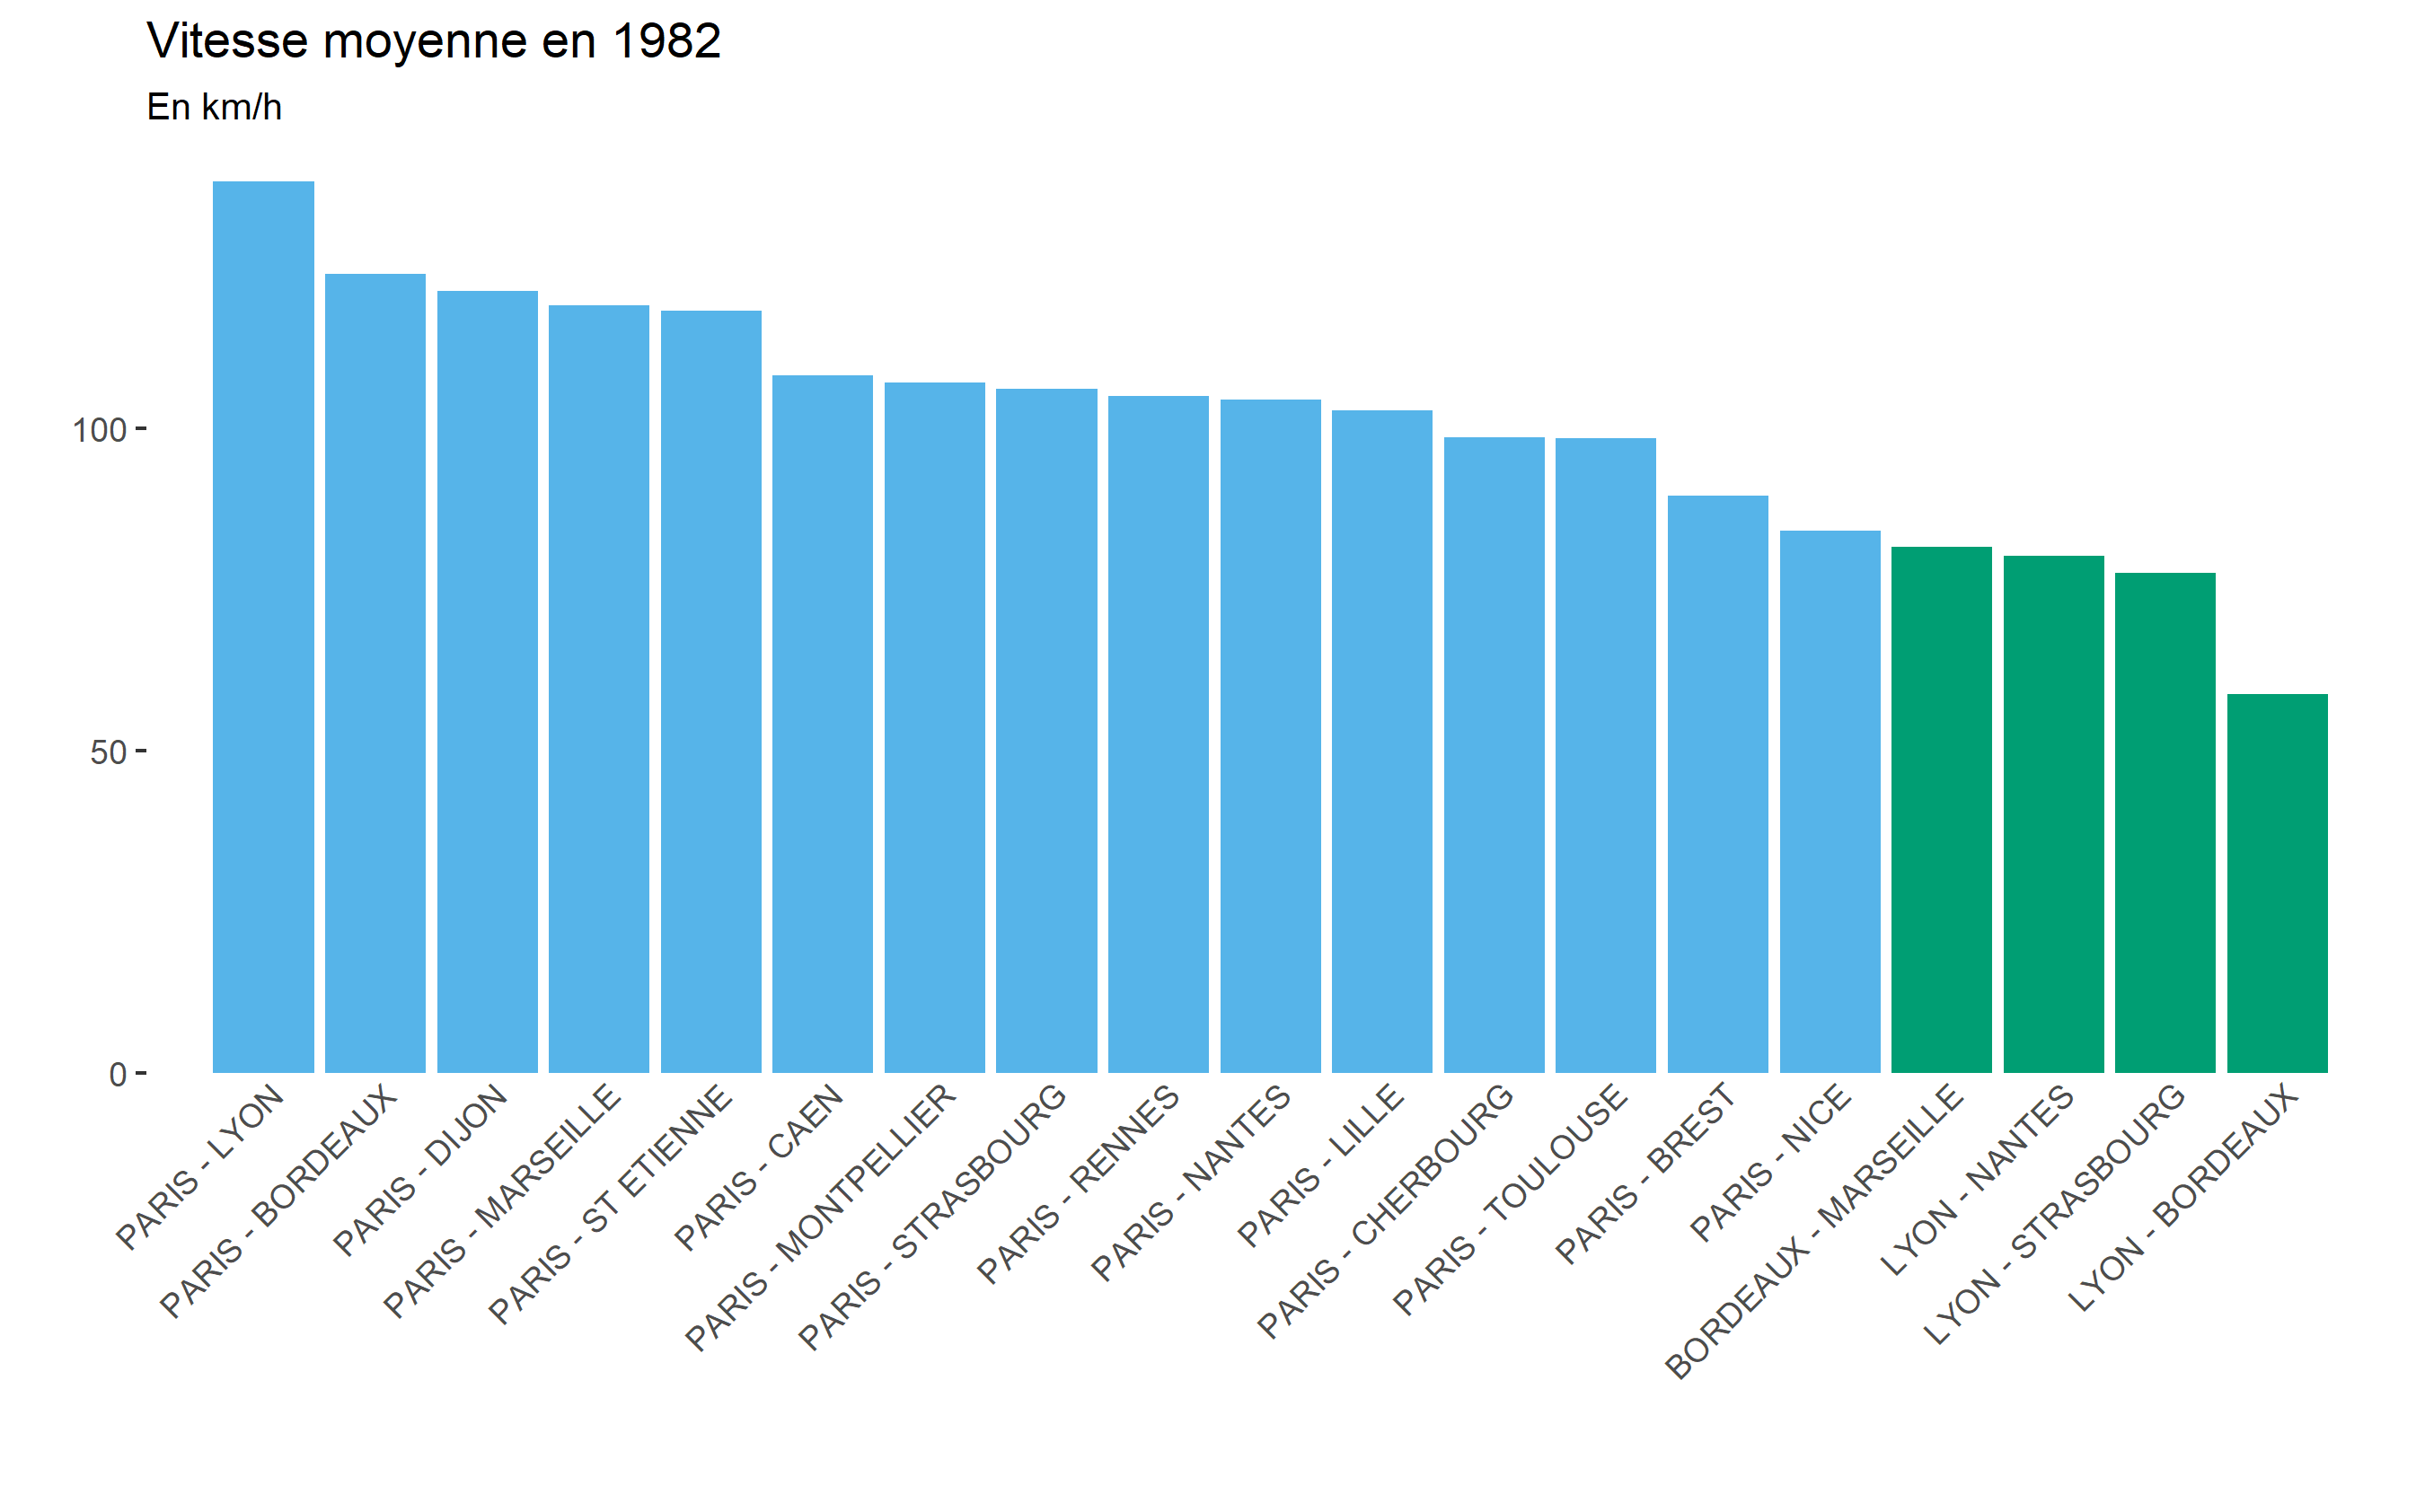 Vitesse moyenne en 1982
En km/h
100
50
0
PARIS - LYON
PARIS - BORDEAUX
PARIS - DIJON
PARIS - MARSEILLE
PARIS - ST ETIENNE
PARIS - CAEN
PARIS - MONTPELLIER
PARIS - STRASBOURG
PARIS - RENNES
PARIS - NANTES
PARIS - LILLE
PARIS - CHERBOURG
PARIS - TOULOUSE
PARIS - BREST
PARIS - NICE
BORDEAUX - MARSEILLE
LYON - NANTES
LYON - STRASBOURG
LYON - BORDEAUX